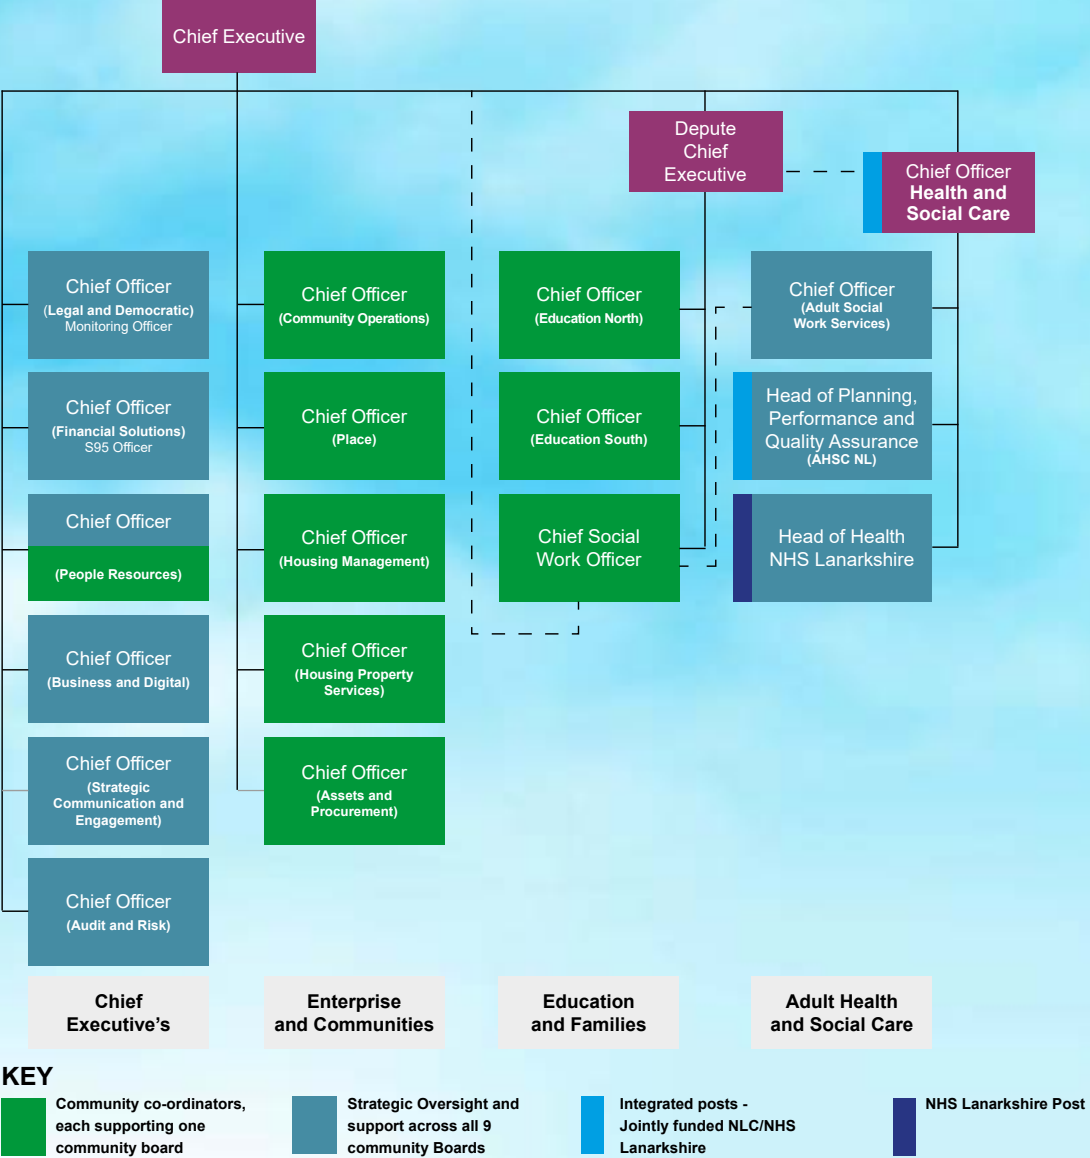 Chief Executive
Depute
Chief
Executive
Chief Officer
Health and
Social Care
Chief Officer
(Legal and Democratic)
Monitoring Officer
Chief Officer
(Financial Solutions)
S95 Officer
Chief Officer
(People Resources)
Chief Officer
(Business and Digital)
Chief Officer
(Strategic
Communication and
Engagement)
Chief Officer
(Audit and Risk)
Chief Officer
(Community Operations)
Chief Officer
(Place)
Chief Officer
(Housing Management)
Chief Officer
(Housing Property
Services)
Chief Officer
(Assets and
Procurement)
Chief Officer
(Education North)
Chief Officer
(Education South)
Chief Social
Work Officer
Chief Officer
(Adult Social
Work Services)
Head of Planning,
Performance and
Quality Assurance
(AHSC NL)
Head of Health
NHS Lanarkshire
Chief
Executive's
Enterprise
and Communities
Education
and Families
Adult Health
and Social Care
KEY
Community co-ordinators,
each supporting one
community board
Strategic Oversight and
support across all 9
community Boards
Integrated posts -
Jointly funded NLC/NHS
Lanarkshire
NHS Lanarkshire Post